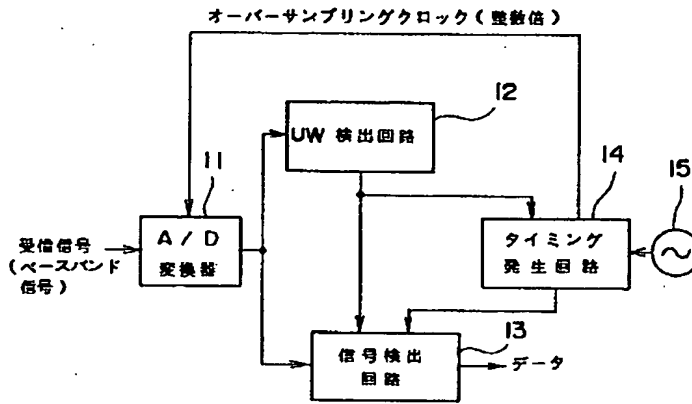 オーバーサンプリングクロック(整数倍)
12
UW 検出回路
11
14
15
A/D
変換器
受信信号
(ベースバンド
信号)
タイミング
発生回路
13
信号検出
回路
データ